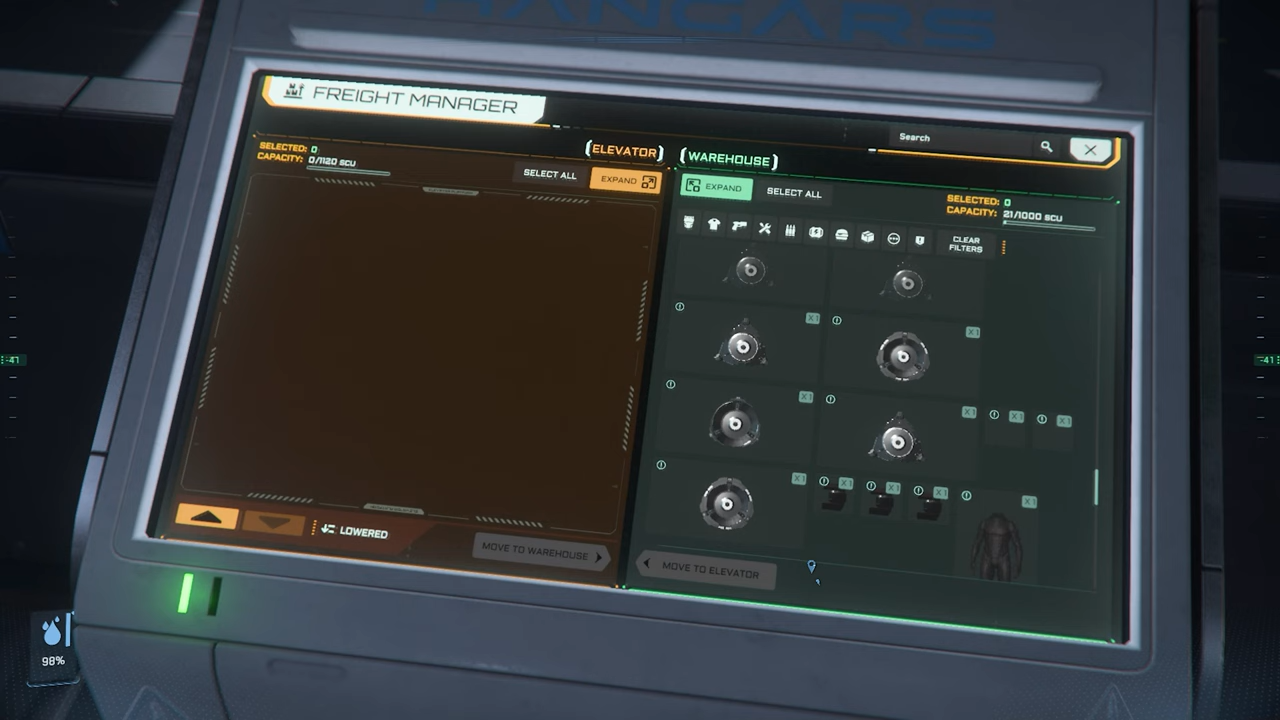 HANGARS
FREIGHT MANAGER
Search
SELECTED: 0
CAPACITY: 0/1120 SCU
ELEVATOR
SELECT ALL
EXPAND
WAREHOUSE
EXPAND
SELECT ALL
SELECTED: 0
CAPACITY: 21/1000 SCU
CLEAR
FILTERS
X1
X1
X1
X1 X1 X1
X1 X1 X1 X1 X1
LOWERED
MOVE TO WAREHOUSE
MOVE TO ELEVATOR
-41
-41
98%